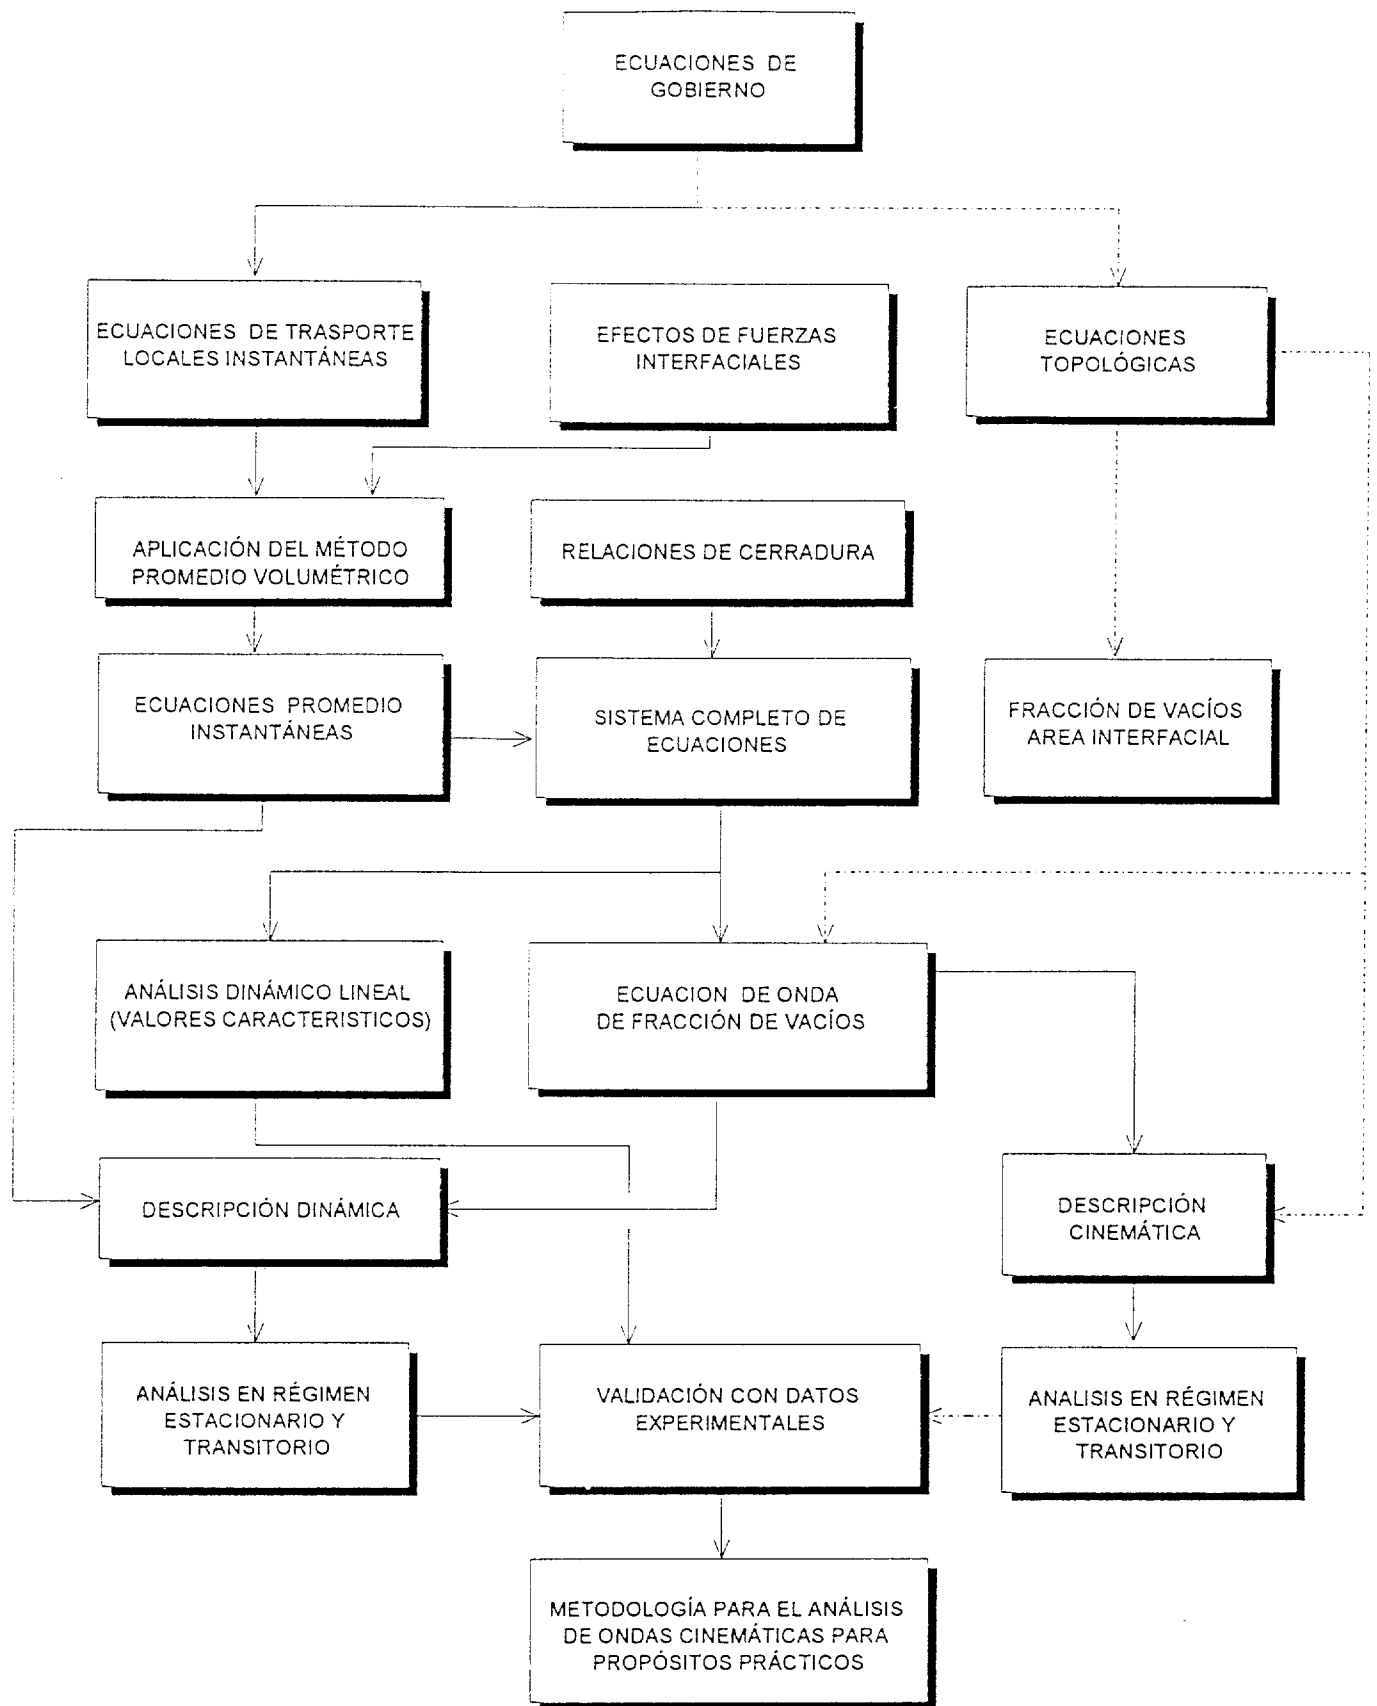 ECUACIONES DE
GOBIERNO
ECUACIONES DE TRASPORTE
LOCALES INSTANTÁNEAS
EFECTOS DE FUERZAS
INTERFACIALES
ECUACIONES
TOPOLÓGICAS
APLICACIÓN DEL MÉTODO
PROMEDIO VOLUMÉTRICO
RELACIONES DE CERRADURA
ECUACIONES PROMEDIO
INSTANTÁNEAS
SISTEMA COMPLETO DE
ECUACIONES
FRACCIÓN DE VACÍOS
AREA INTERFACIAL
ANÁLISIS DINÁMICO LINEAL
(VALORES CARACTERISTICOS)
ECUACION DE ONDA
DE FRACCIÓN DE VACÍOS
DESCRIPCIÓN DINÁMICA
DESCRIPCIÓN
CINEMÁTICA
ANÁLISIS EN RÉGIMEN
ESTACIONARIO Y
TRANSITORIO
VALIDACIÓN CON DATOS
EXPERIMENTALES
ANALISIS EN RÉGIMEN
ESTACIONARIO Y
TRANSITORIO
METODOLOGÍA PARA EL ANÁLISIS
DE ONDAS CINEMÁTICAS PARA
PROPÓSITOS PRÁCTICOS